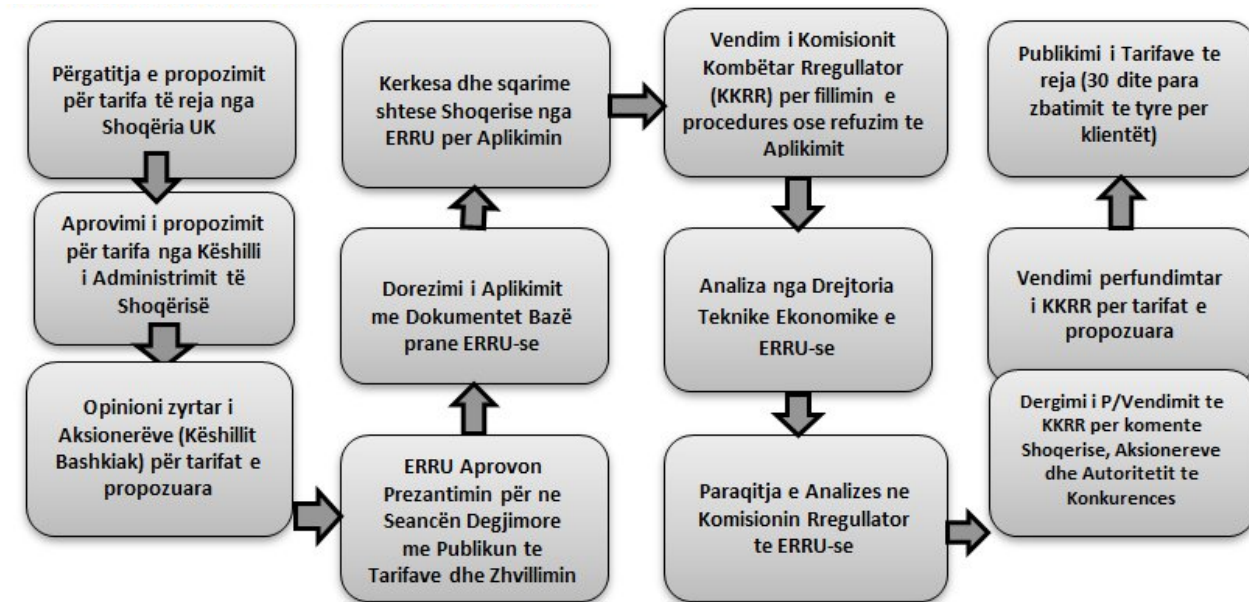 Përgatitja e propozimit
për tarifa të reja nga
Shoqëria UK
Aprovimi i propozimit
për tarifa nga Këshilli
i Administrimit të
Shoqërisë
Opinioni zyrtar i
Aksionerëve (Këshillit
Bashkiak) për tarifat e
propozuara
ERRU Aprovon
Prezantimin për ne
Seancën Degjimore
me Publikun te
Tarifave dhe Zhvillimin
Dorezimi i Aplikimit
me Dokumentet Bazë
prane ERRU-se
Kerkesa dhe sqarime
shtese Shoqerise nga
ERRU per Aplikimin
Vendim i Komisionit
Kombëtar Rregullator
(KKRR) per fillimin e
procedures ose refuzim te
Aplikimit
Analiza nga Drejtoria
Teknike Ekonomike e
ERRU-se
Paraqitja e Analizes ne
Komisionin Rregullator
te ERRU-se
Dergimi i P/Vendimit te
KKRR per komente
Shoqerise, Aksionereve
dhe Autoritetit te
Konkurences
Vendimi perfundimtar
i KKRR per tarifat e
propozuara
Publikimi i Tarifave te
reja (30 dite para
zbatimit te tyre per
klientët)